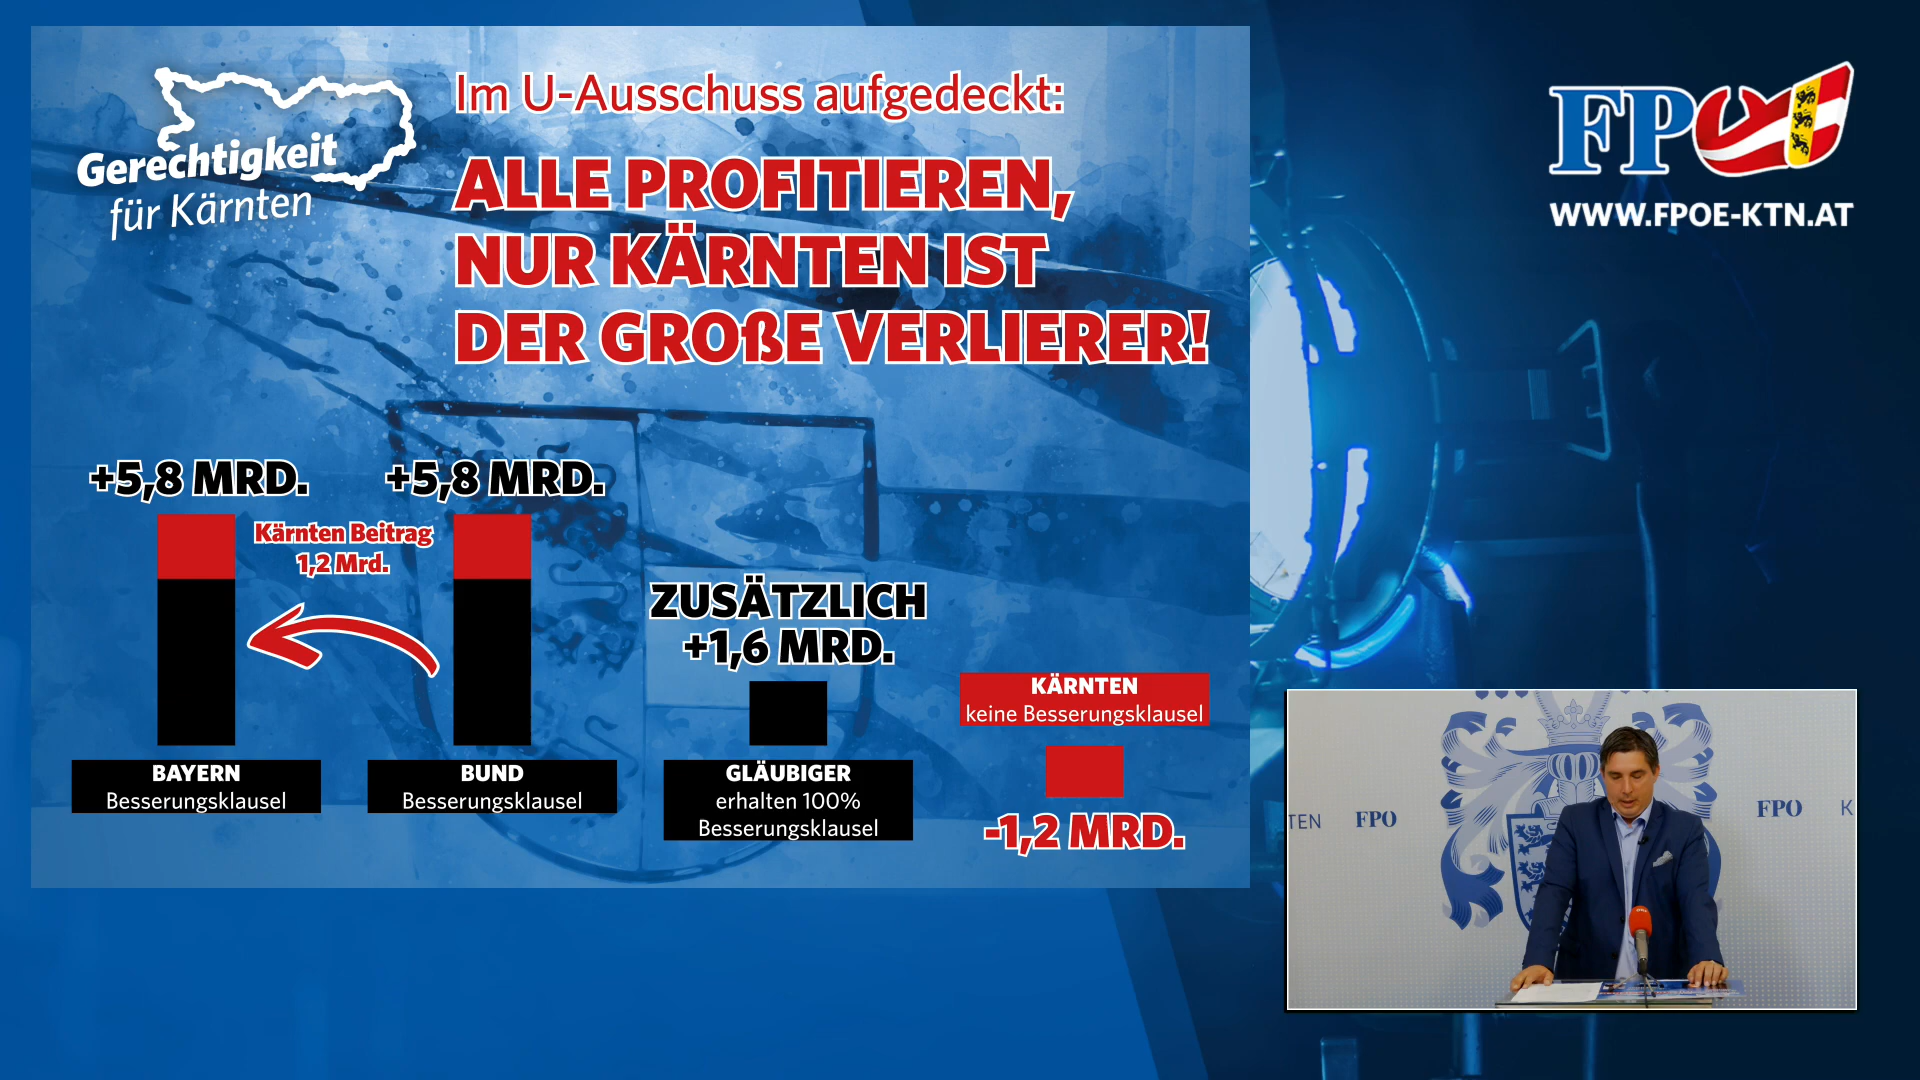 Gerechtigkeit
für Kärnten
Im U-Ausschuss aufgedeckt:
ALLE PROFITIEREN,
NUR KÄRNTEN IST
DER GROßE VERLIERER!
+5,8 MRD.
Kärnten Beitrag
1,2 Mrd.
BAYERN
Besserungsklausel
+5,8 MRD.
BUND
Besserungsklausel
ZUSÄTZLICH
+1,6 MRD.
GLÄUBIGER
erhalten 100%
Besserungsklausel
KÄRNTEN
keine Besserungsklausel
-1,2 MRD.
FPÖ
WWW.FPOE-KTN.AT
TEN FPÖ
FPÖ K